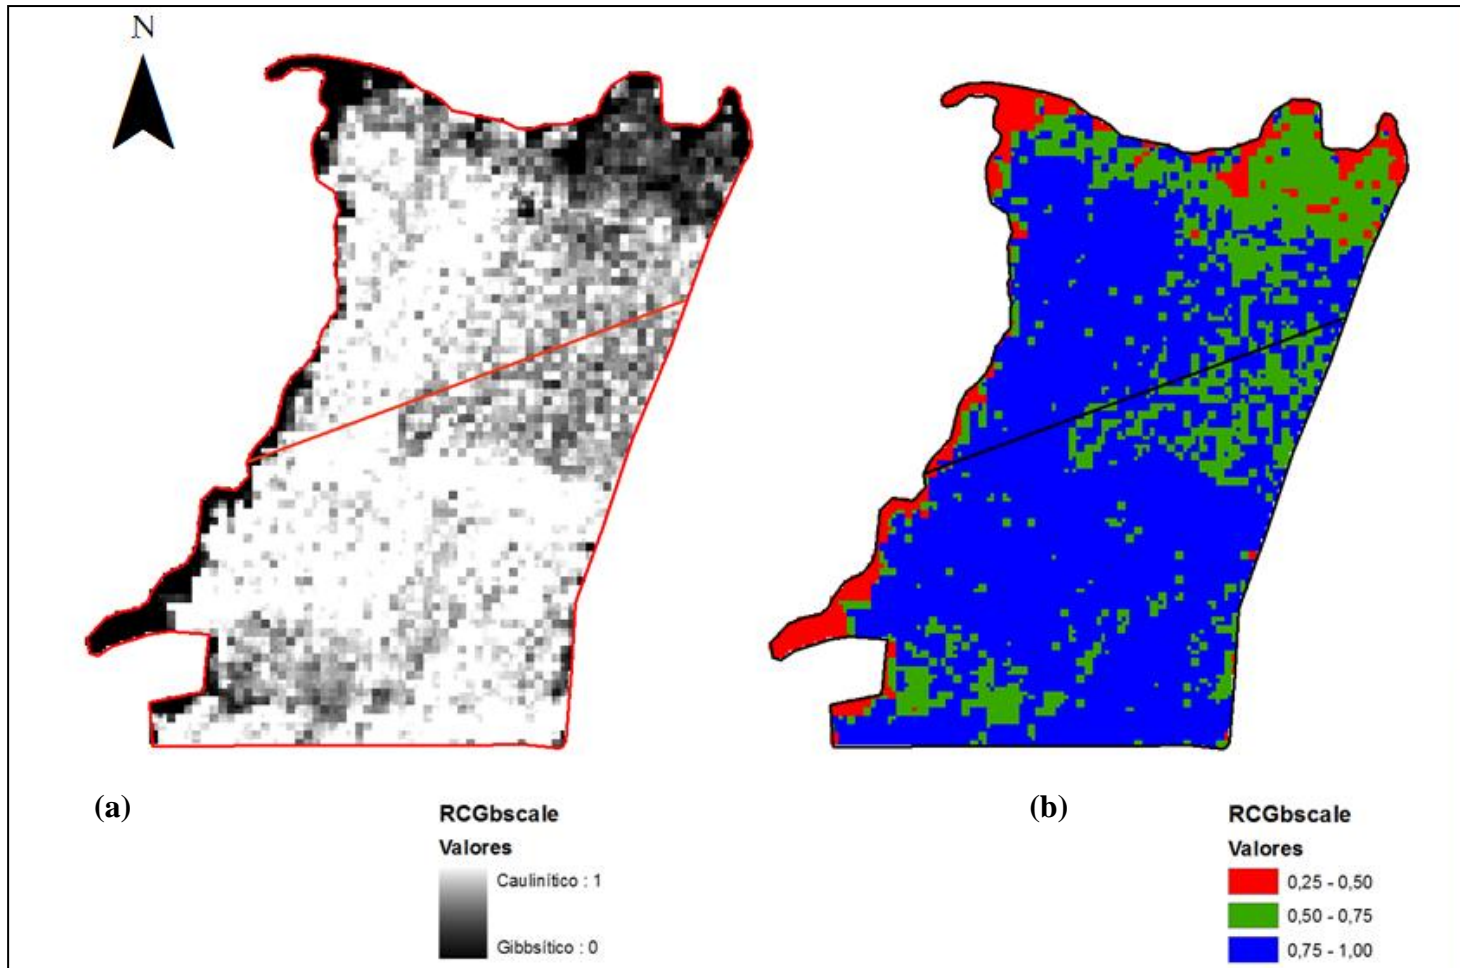 N
(a)
RCGbscale
Valores
Caulinítico : 1
Gibbsítico : 0
(b)
RCGbscale
Valores
0,25 - 0,50
0,50 - 0,75
0,75 - 1,00